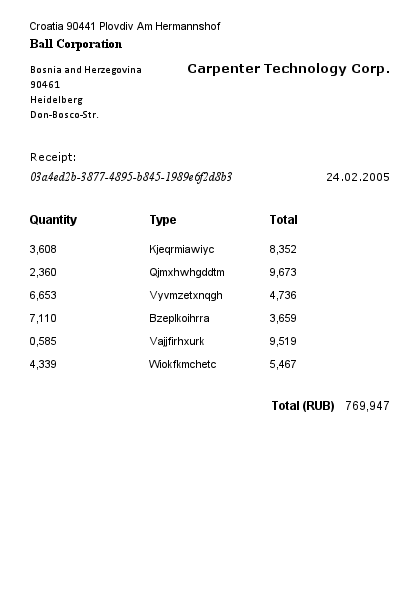 Croatia 90441 Plovdiv Am Hermannshof
Ball Corporation
Bosnia and Herzegovina
90461
Heidelberg
Don-Bosco-Str.
Carpenter Technology Corp.
Receipt:
03a4ed2b-3877-4895-b845-1989e6f2d8b3
24.02.2005
Quantity Type Total
3,608 Kjeqrmiawiyc 8,352
2,360 Qjmxhwhgddtm 9,673
6,653 Vyvmzetxnqgh 4,736
7,110 Bzeplkoihrra 3,659
0,585 Vajjfirhxurk 9,519
4,339 Wiokfkmchetc 5,467
Total (RUB) 769,947